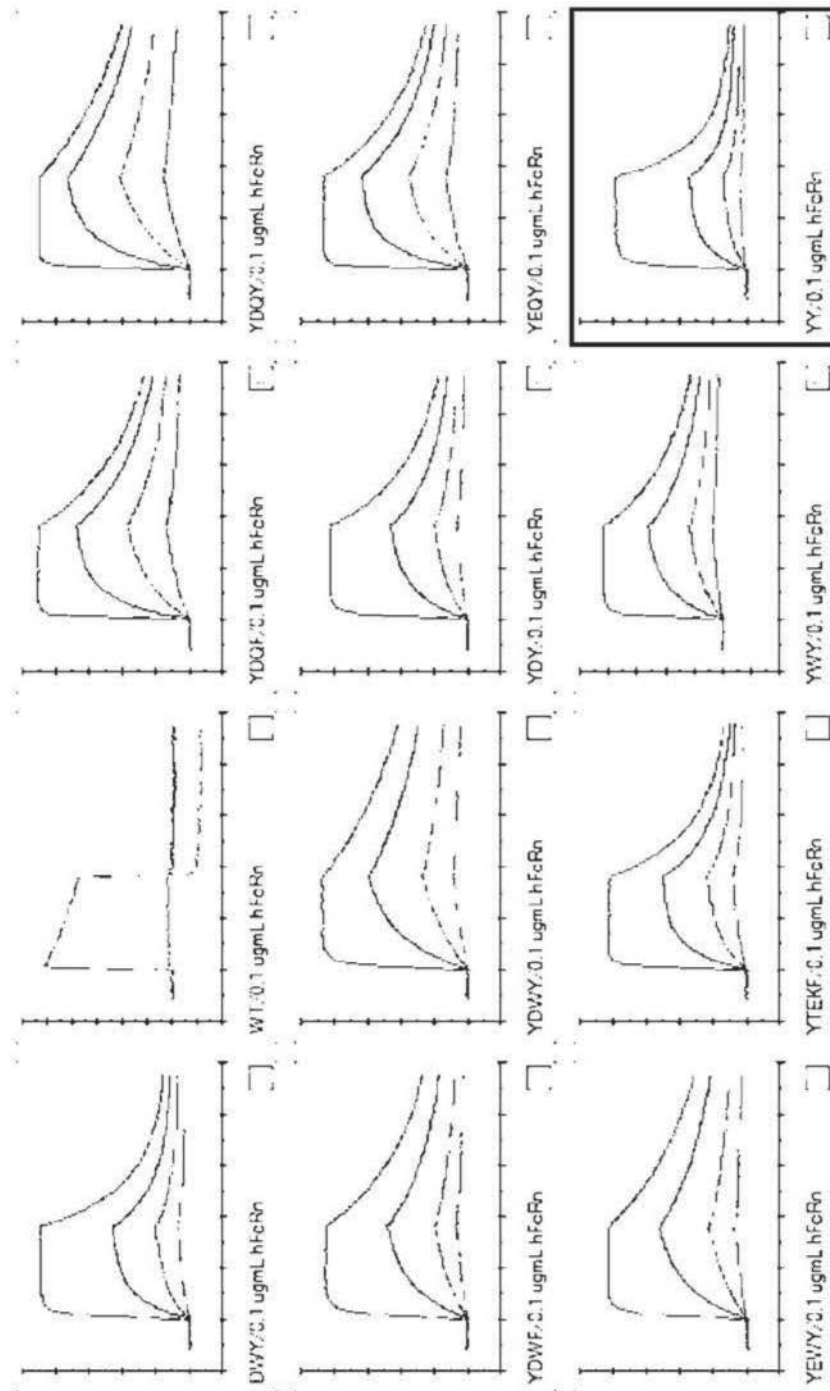 DWY/0.1 ugmL hFcRn
WT/0.1 ugmL hFcRn
YDQF/0.1 ugmL hFcRn
YDQY/0.1 ugmL hFcRn
YDWF/0.1 ugmL hFcRn
YDWY/0.1 ugmL hFcRn
YDY/0.1 ugmL hFcRn
YEQY/0.1 ugmL hFcRn
YEWY/0.1 ugmL hFcRn
YTEKF/0.1 ugmL hFcRn
YWY/0.1 ugmL hFcRn
YY/0.1 ugmL hFcRn